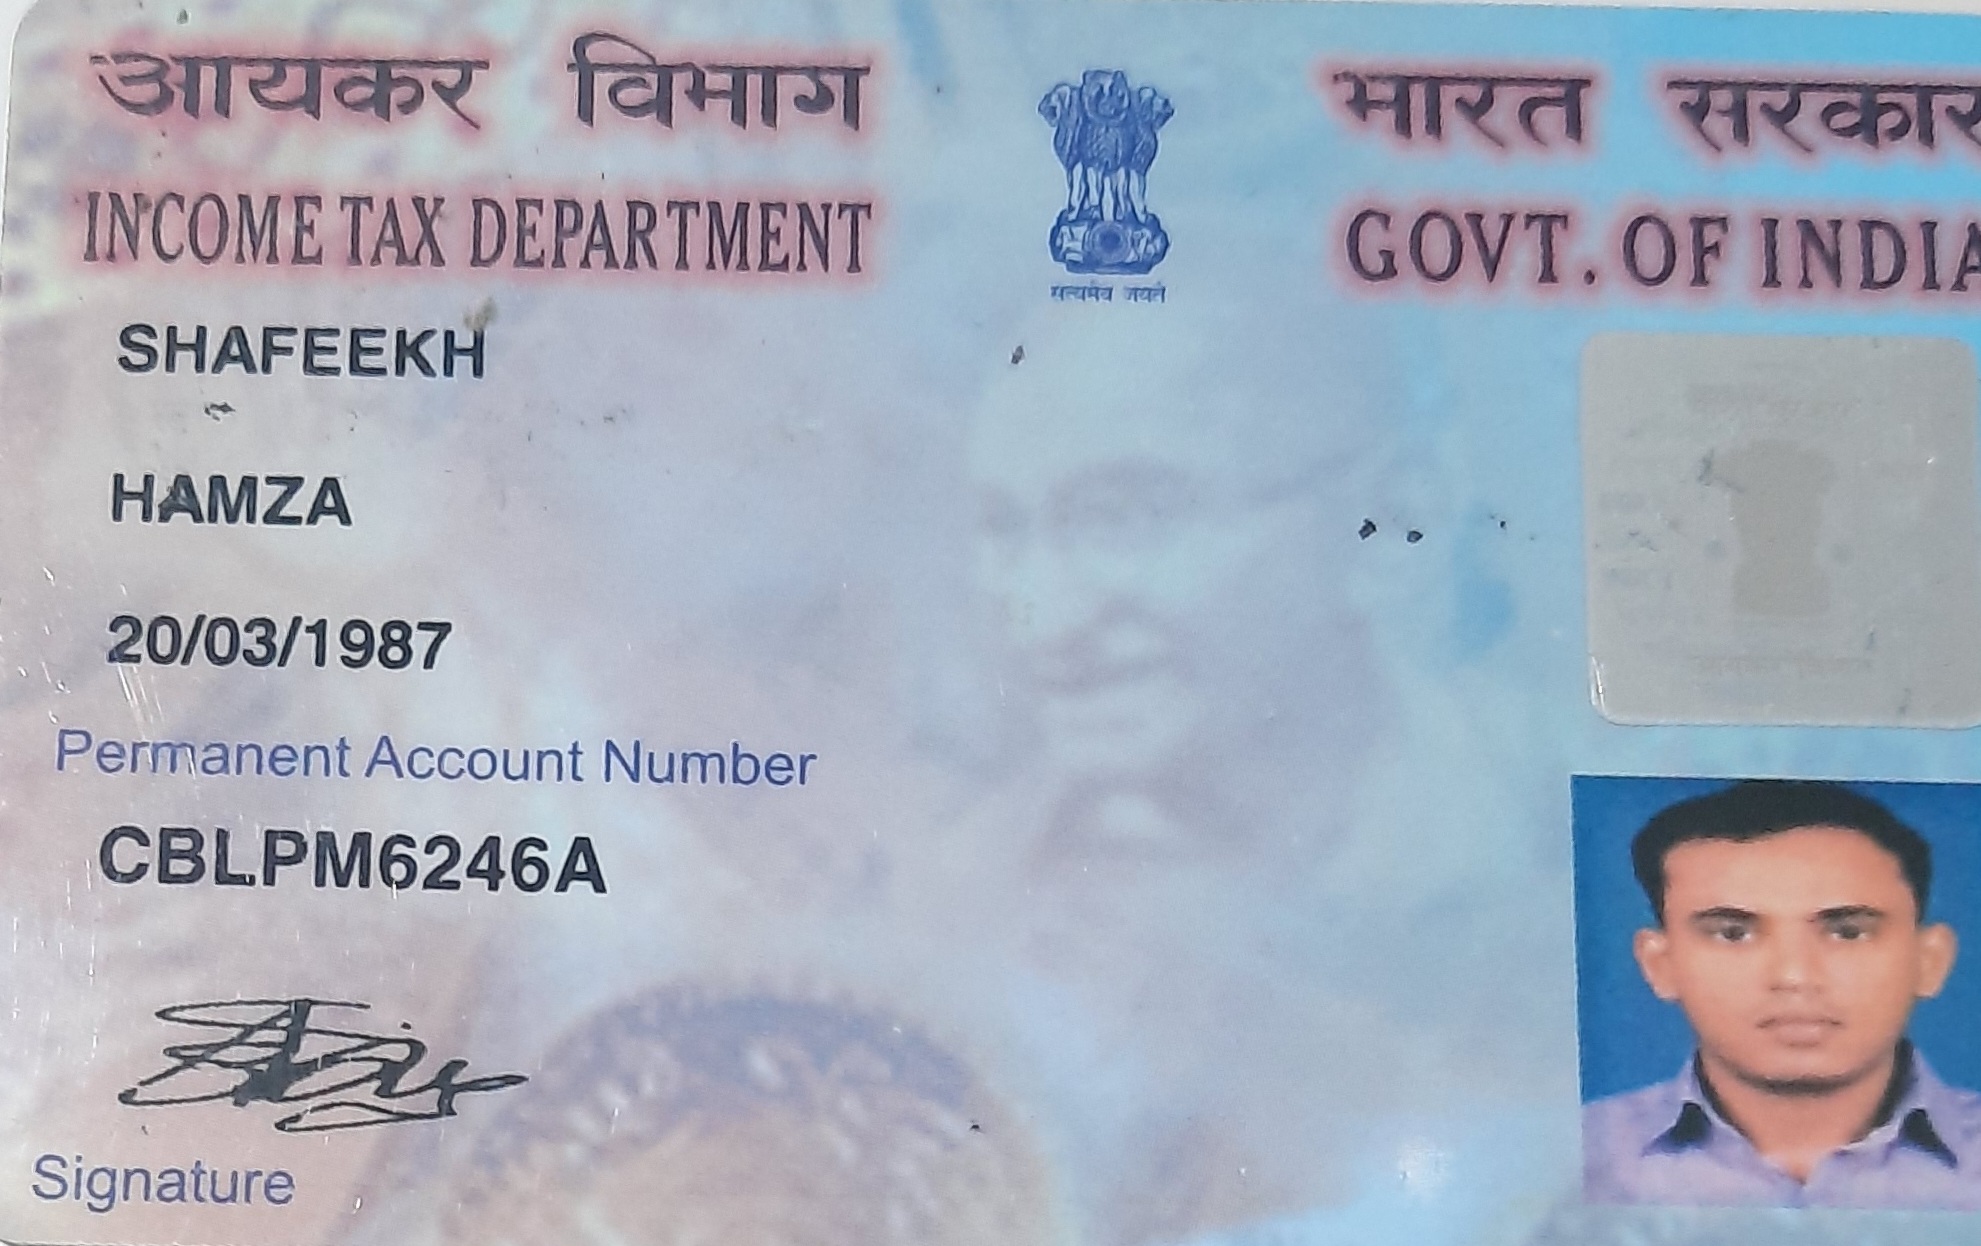 आयकर विभाग
INCOME TAX DEPARTMENT
सत्यमेव जयते
भारत सरकार
GOVT. OF INDIA
SHAFEEKH
HAMZA
20/03/1987
Permanent Account Number
CBLPM6246A
Signature